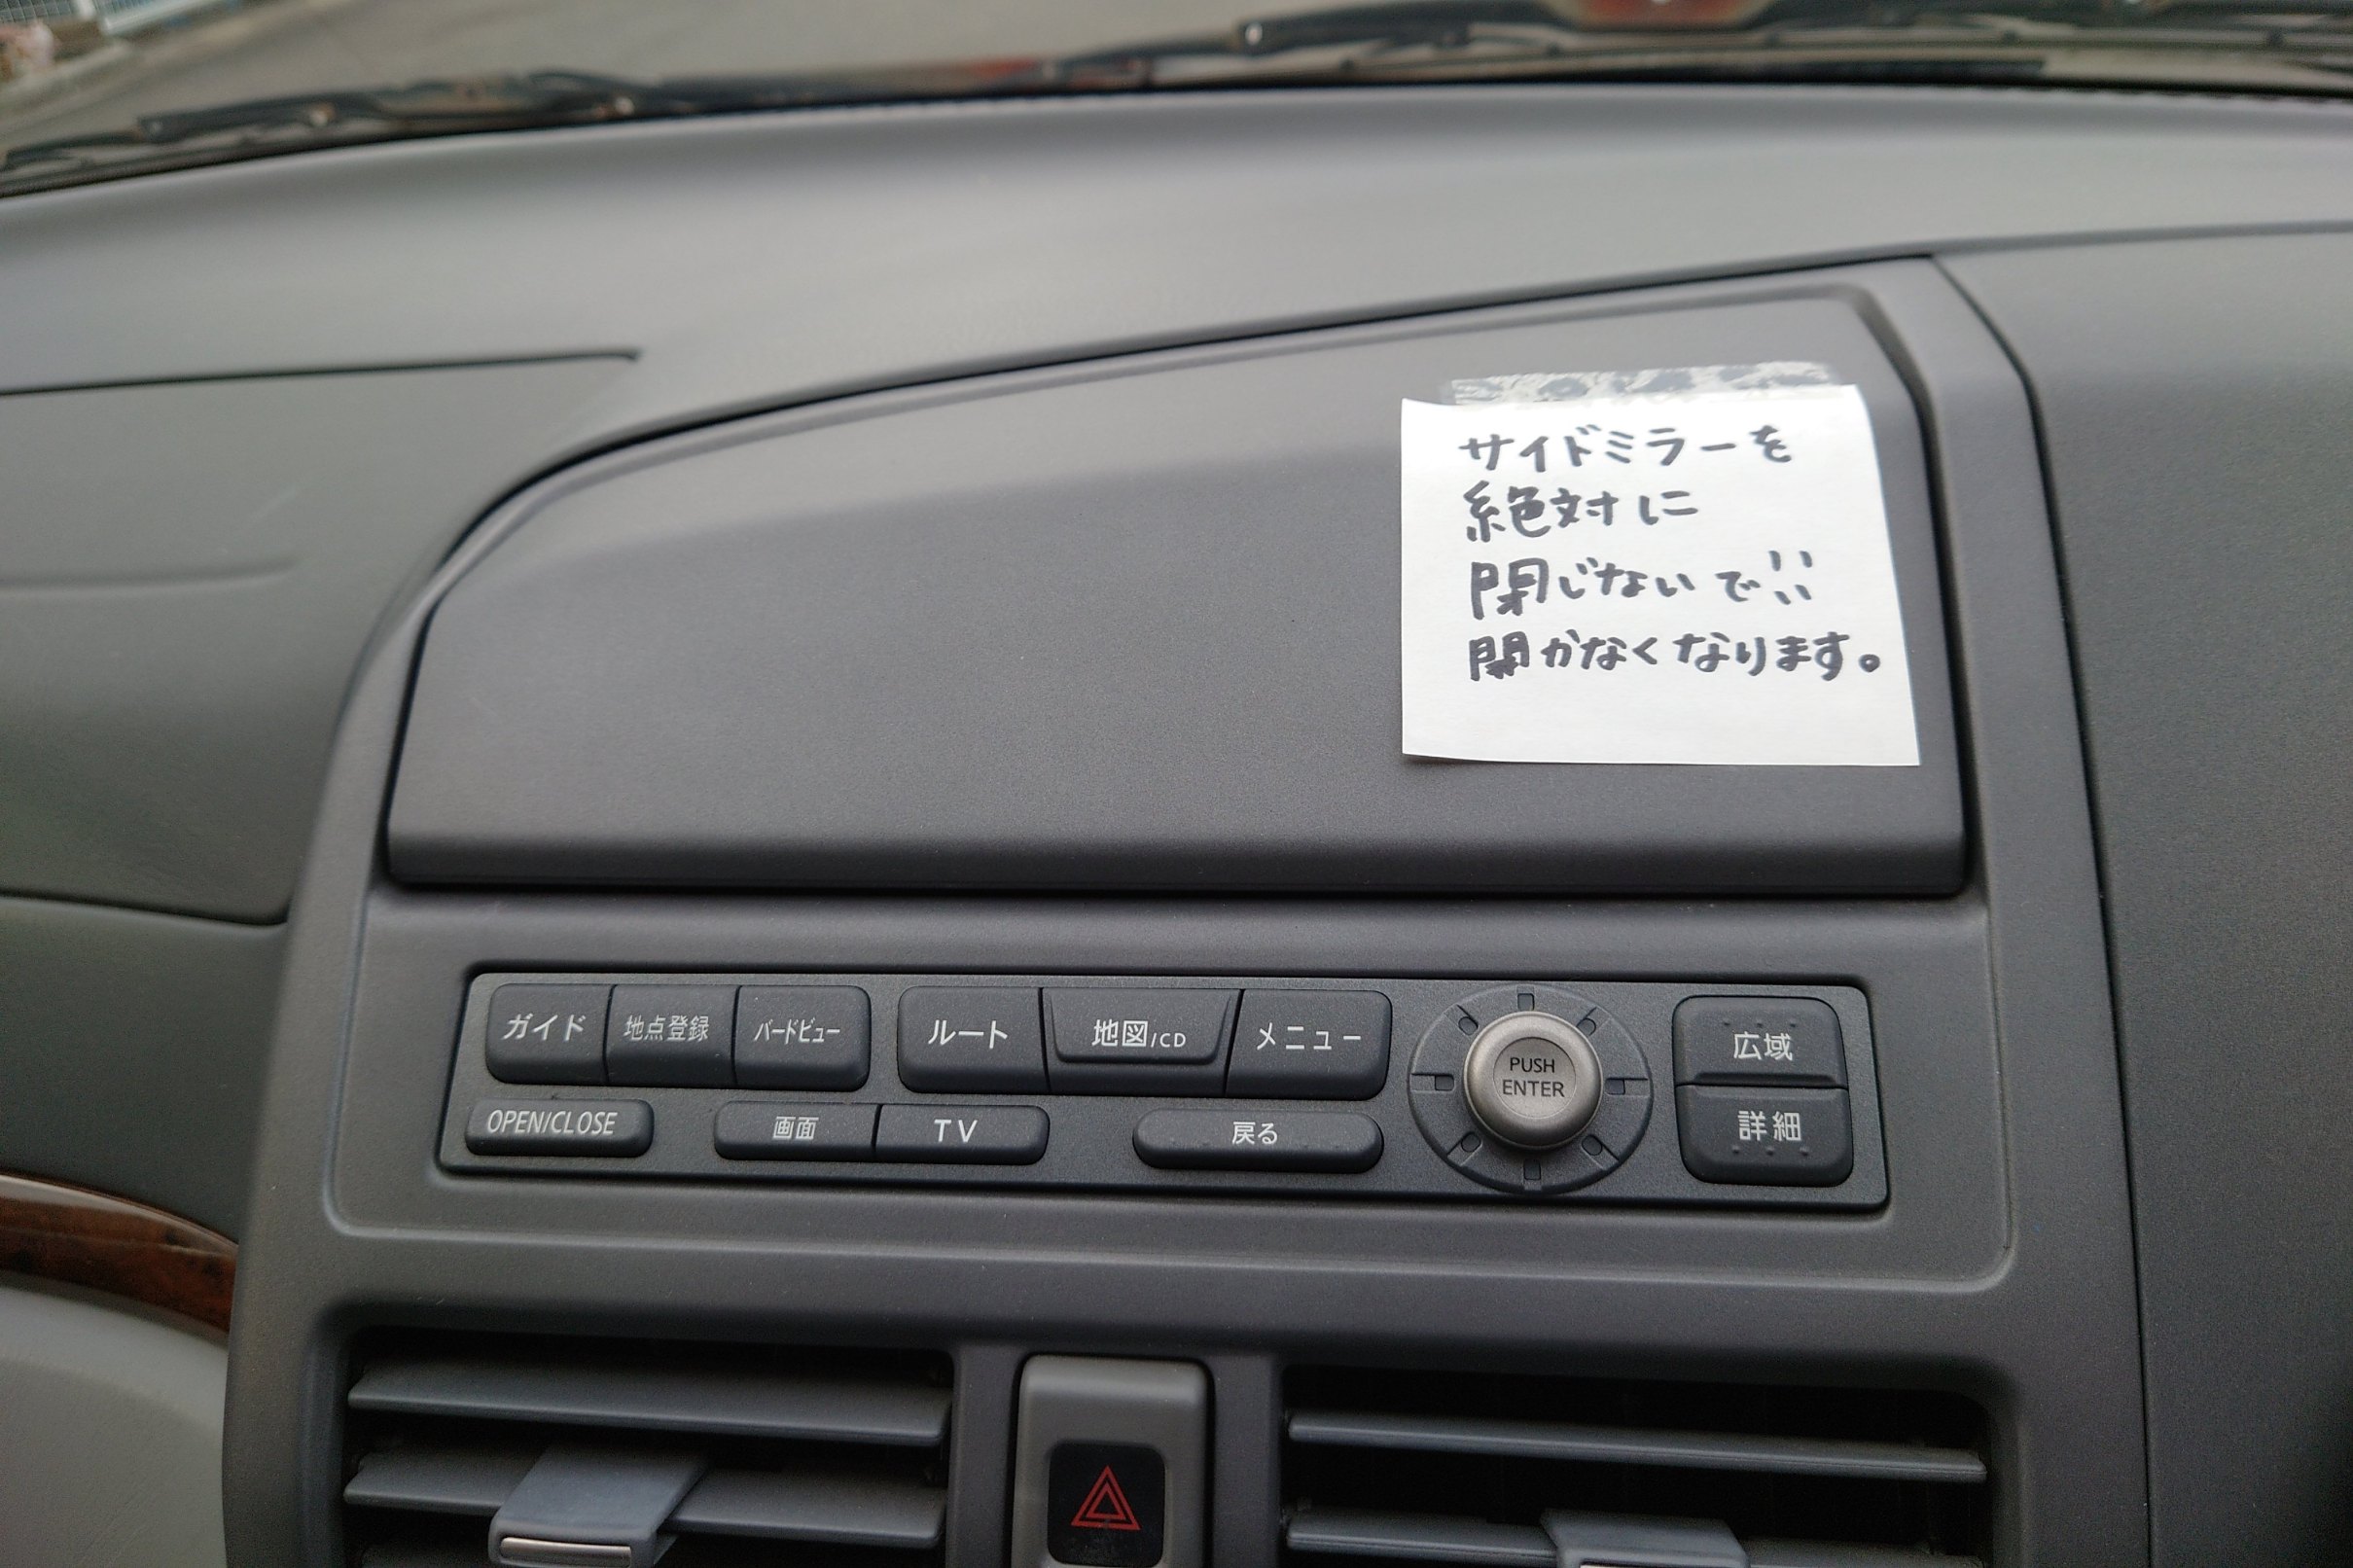 サイドミラーを
絶対に
閉じないで!!
開かなくなります。
ガイド 地点登録 バードビュー ルート 地図/CD メニュー
PUSH
ENTER
広域
OPEN/CLOSE 画面 TV 戻る
詳細